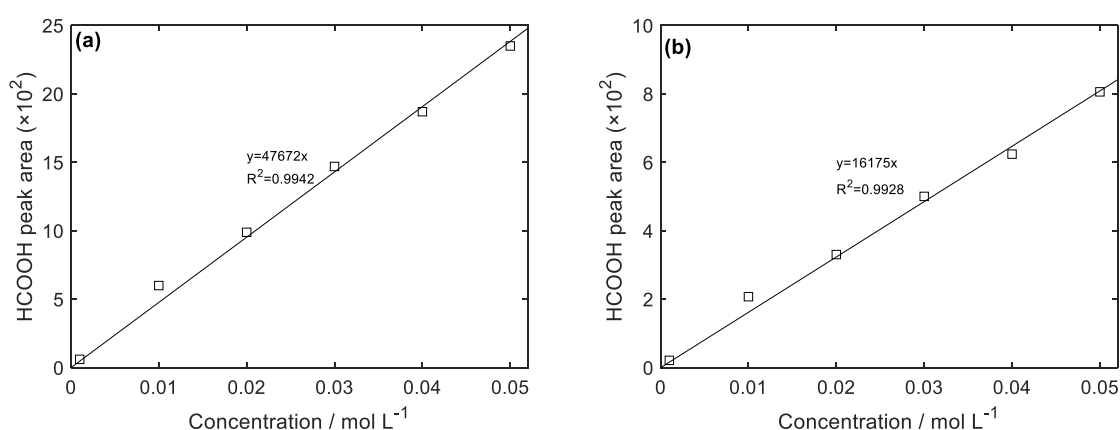 (a)
HCOOH peak area (×10²)
25
20
15
10
5
0
y=47672x
R²=0.9942
0 0.01 0.02 0.03 0.04 0.05
Concentration / mol L⁻¹
(b)
HCOOH peak area (×10²)
10
8
6
4
2
0
y=16175x
R²=0.9928
0 0.01 0.02 0.03 0.04 0.05
Concentration / mol L⁻¹